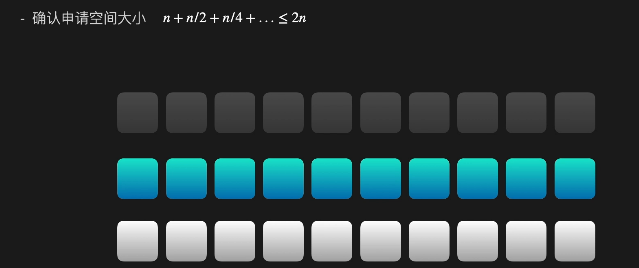 - 确认申请空间大小 n + n/2 + n/4 + … ≤ 2n